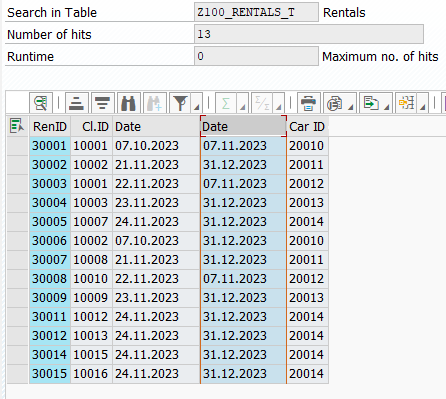 Search in Table Z100_RENTALS_T Rentals
Number of hits 13
Runtime 0 Maximum no. of hits
RenID Cl.ID Date Date Car ID
30001 10001 07.10.2023 07.11.2023 20010
30002 10002 21.11.2023 31.12.2023 20011
30003 10001 22.11.2023 07.11.2023 20012
30004 10003 23.11.2023 31.12.2023 20013
30005 10007 24.11.2023 31.12.2023 20014
30006 10002 07.10.2023 31.12.2023 20010
30007 10008 21.11.2023 31.12.2023 20011
30008 10010 22.11.2023 07.11.2023 20012
30009 10009 23.11.2023 31.12.2023 20013
30011 10012 24.11.2023 31.12.2023 20014
30012 10013 24.11.2023 31.12.2023 20014
30014 10015 24.11.2023 31.12.2023 20014
30015 10016 24.11.2023 31.12.2023 20014